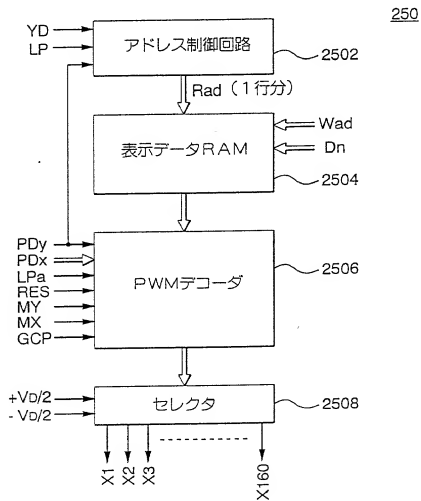 250
YD
LP
アドレス制御回路
2502
Rad (1行分)
Wad
Dn
表示データRAM
2504
PDy
PDx
LPa
RES
MY
MX
GCP
PWMデコーダ
2506
+VD/2
-VD/2
セレクタ
2508
X1
X2
X3
X160